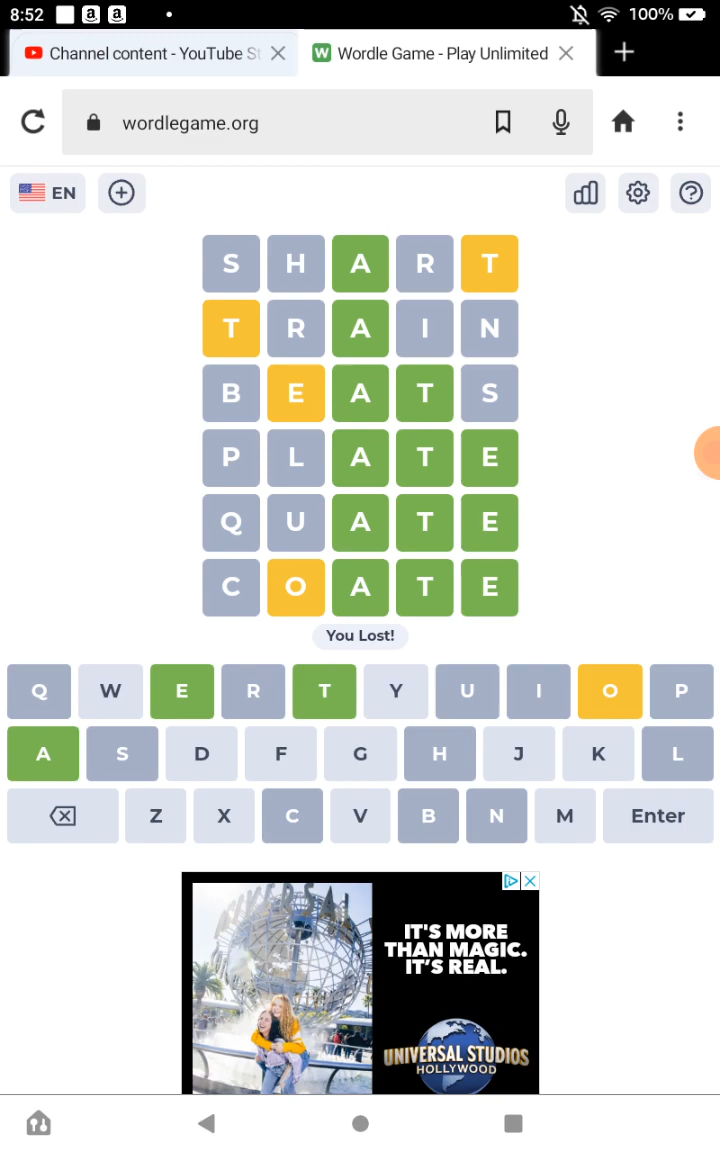 8:52 a a 100%
Channel content - YouTube St W Wordle Game - Play Unlimited
wordlegame.org
EN
S H A R T
T R A I N
B E A T S
P L A T E
Q U A T E
C O A T E
You Lost!
Q W E R T Y U I O P
A S D F G H J K L
Z X C V B N M Enter
UNIVERSAL
IT'S MORE
THAN MAGIC.
IT'S REAL.
UNIVERSAL STUDIOS
HOLLYWOOD